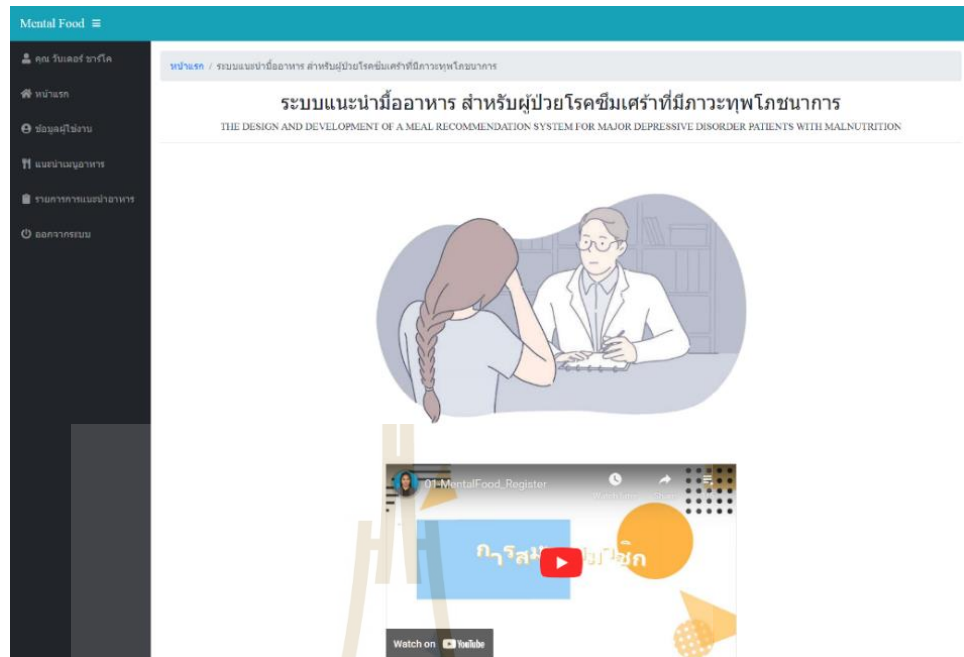 Mental Food
คุณ วันเดอร์ ชาร์โค
หน้าแรก
ข้อมูลผู้ใช้งาน
แนะนำเมนูอาหาร
รายการการแนะนำอาหาร
ออกจากระบบ
หน้าแรก / ระบบแนะนำมื้ออาหาร สำหรับผู้ป่วยโรคซึมเศร้าที่มีภาวะทุพโภชนาการ
ระบบแนะนำมื้ออาหาร สำหรับผู้ป่วยโรคซึมเศร้าที่มีภาวะทุพโภชนาการ
THE DESIGN AND DEVELOPMENT OF A MEAL RECOMMENDATION SYSTEM FOR MAJOR DEPRESSIVE DISORDER PATIENTS WITH MALNUTRITION
01-MentalFood_Register
Share
Watch on YouTube